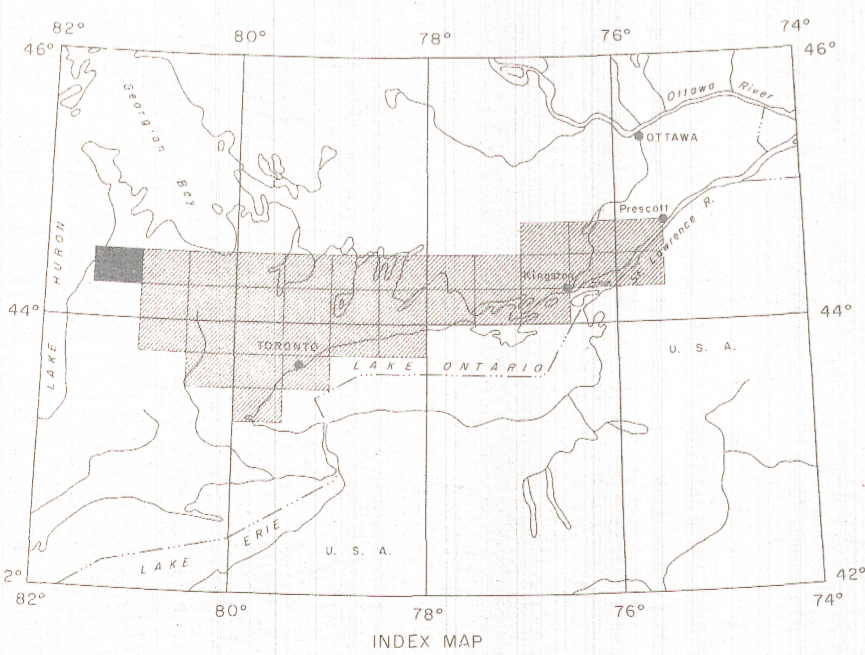 82°
80°
78°
76°
74°
46°
46°
Georgian Bay
Ottawa River
OTTAWA
Prescott
St. Lawrence R.
LAKE HURON
Kingston
44°
44°
TORONTO
LAKE ONTARIO
U. S. A.
LAKE ERIE
U. S. A.
2°
42°
82°
80°
78°
76°
74°
INDEX MAP